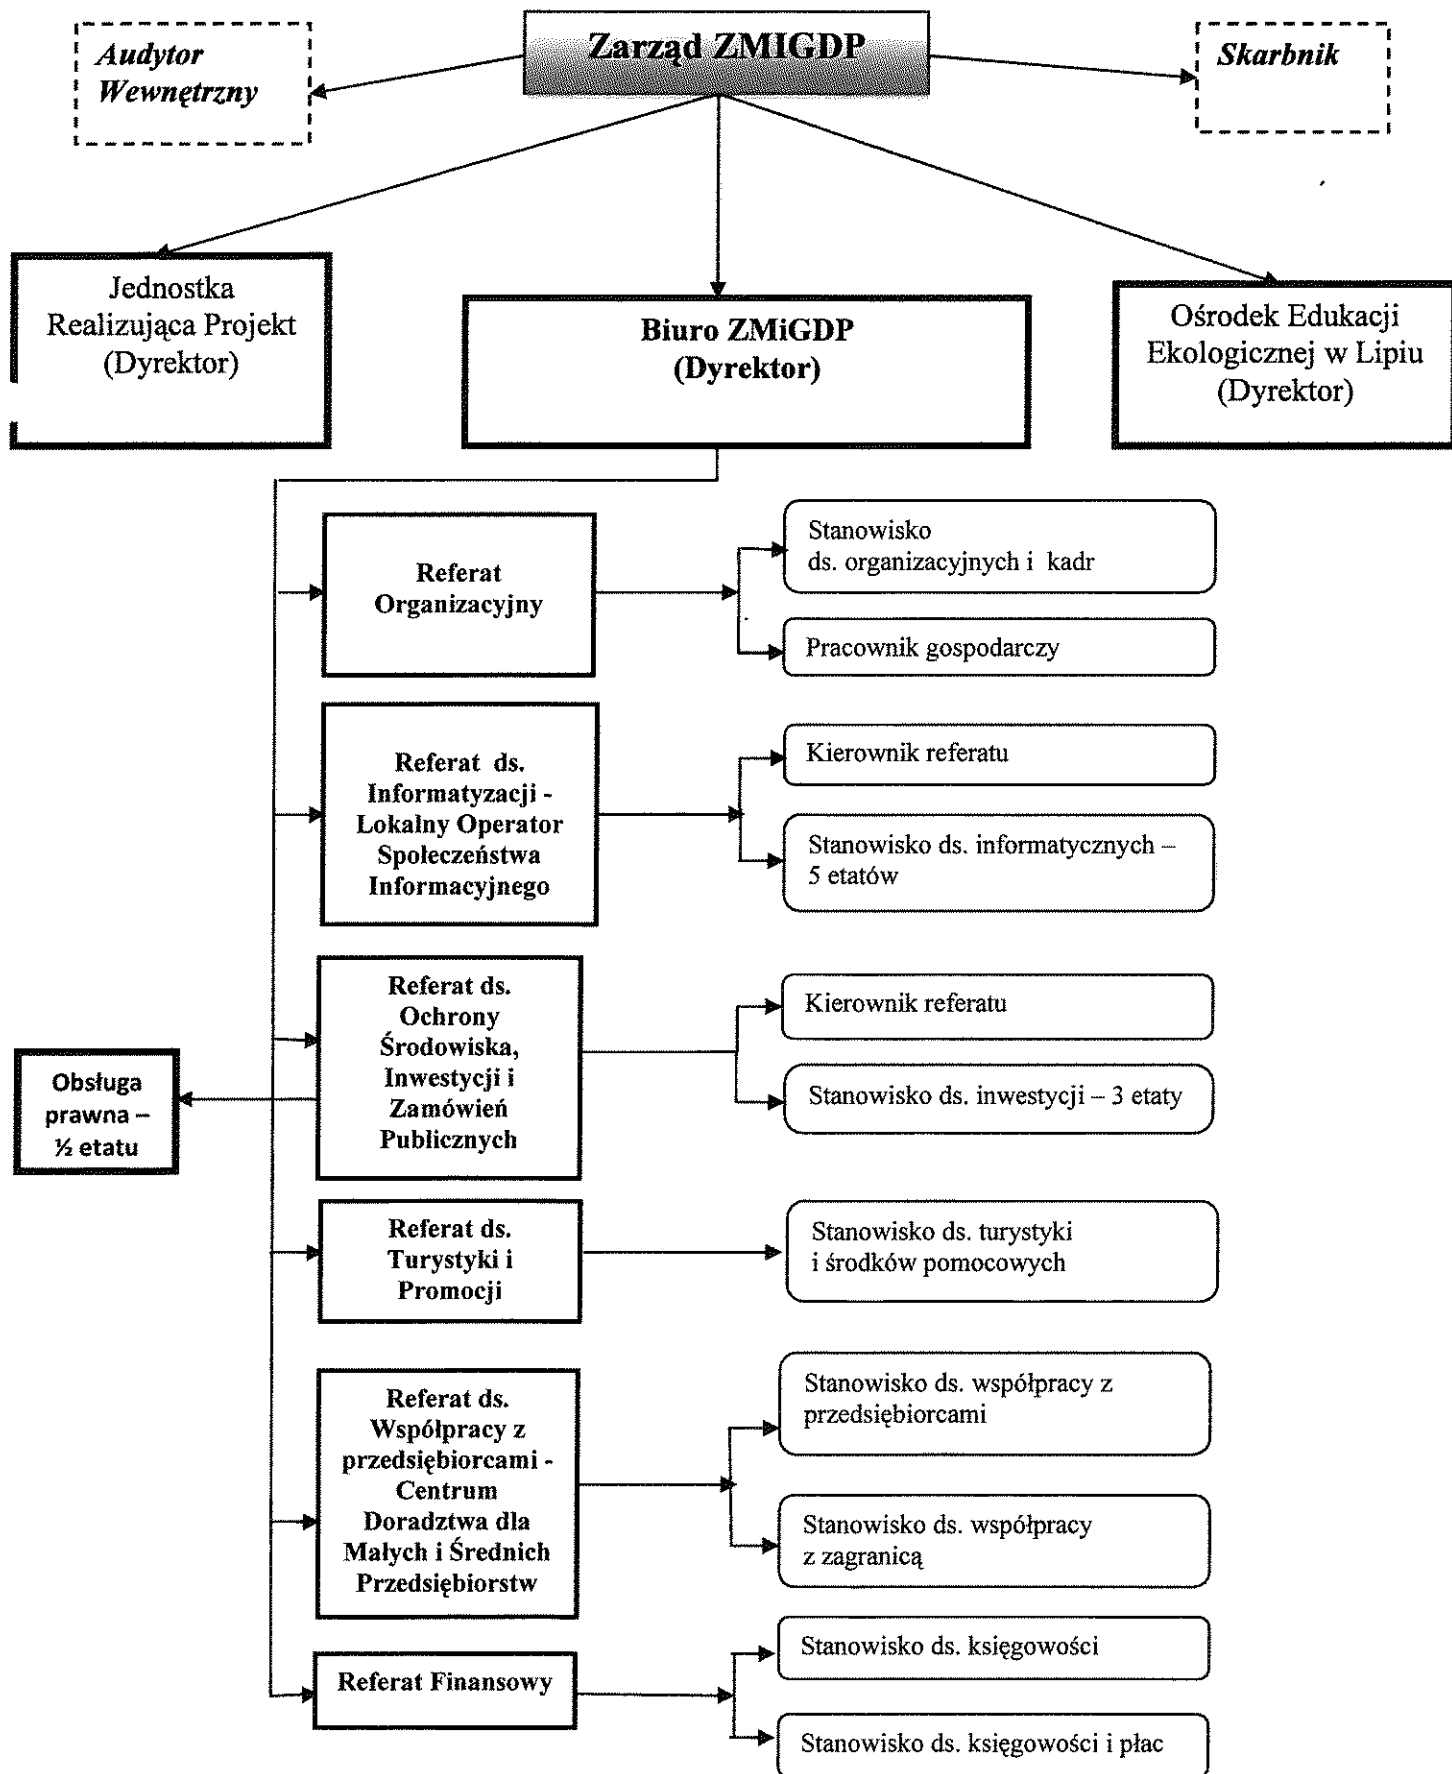 Audytor
Wewnętrzny
Zarząd ZMIGDP
Skarbnik
Jednostka
Realizująca Projekt
(Dyrektor)
Biuro ZMiGDP
(Dyrektor)
Ośrodek Edukacji
Ekologicznej w Lipiu
(Dyrektor)
Referat
Organizacyjny
Stanowisko
ds. organizacyjnych i kadr
Pracownik gospodarczy
Referat ds.
Informatyzacji -
Lokalny Operator
Społeczeństwa
Informacyjnego
Kierownik referatu
Stanowisko ds. informatycznych –
5 etatów
Obsługa
prawna –
½ etatu
Referat ds.
Ochrony
Środowiska,
Inwestycji i
Zamówień
Publicznych
Kierownik referatu
Stanowisko ds. inwestycji – 3 etaty
Referat ds.
Turystyki i
Promocji
Stanowisko ds. turystyki
i środków pomocowych
Referat ds.
Współpracy z
przedsiębiorcami -
Centrum
Doradztwa dla
Małych i Średnich
Przedsiębiorstw
Stanowisko ds. współpracy z
przedsiębiorcami
Stanowisko ds. współpracy
z zagranicą
Referat Finansowy
Stanowisko ds. księgowości
Stanowisko ds. księgowości i płac